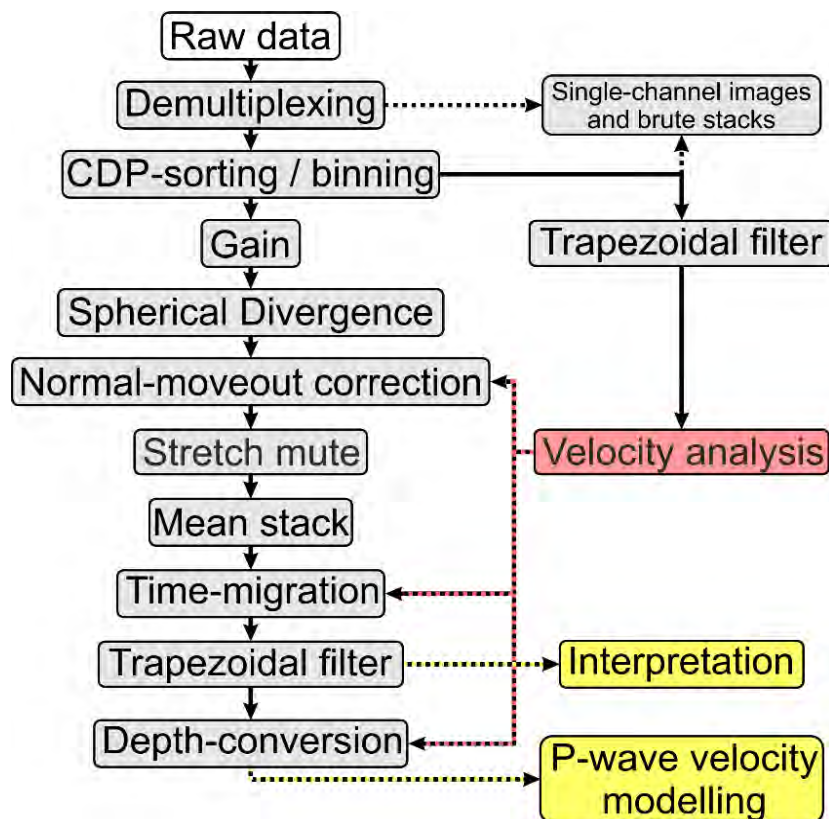 Raw data
Demultiplexing
Single-channel images
and brute stacks
CDP-sorting / binning
Gain
Trapezoidal filter
Spherical Divergence
Normal-moveout correction
Stretch mute
Velocity analysis
Mean stack
Time-migration
Trapezoidal filter
Interpretation
Depth-conversion
P-wave velocity
modelling